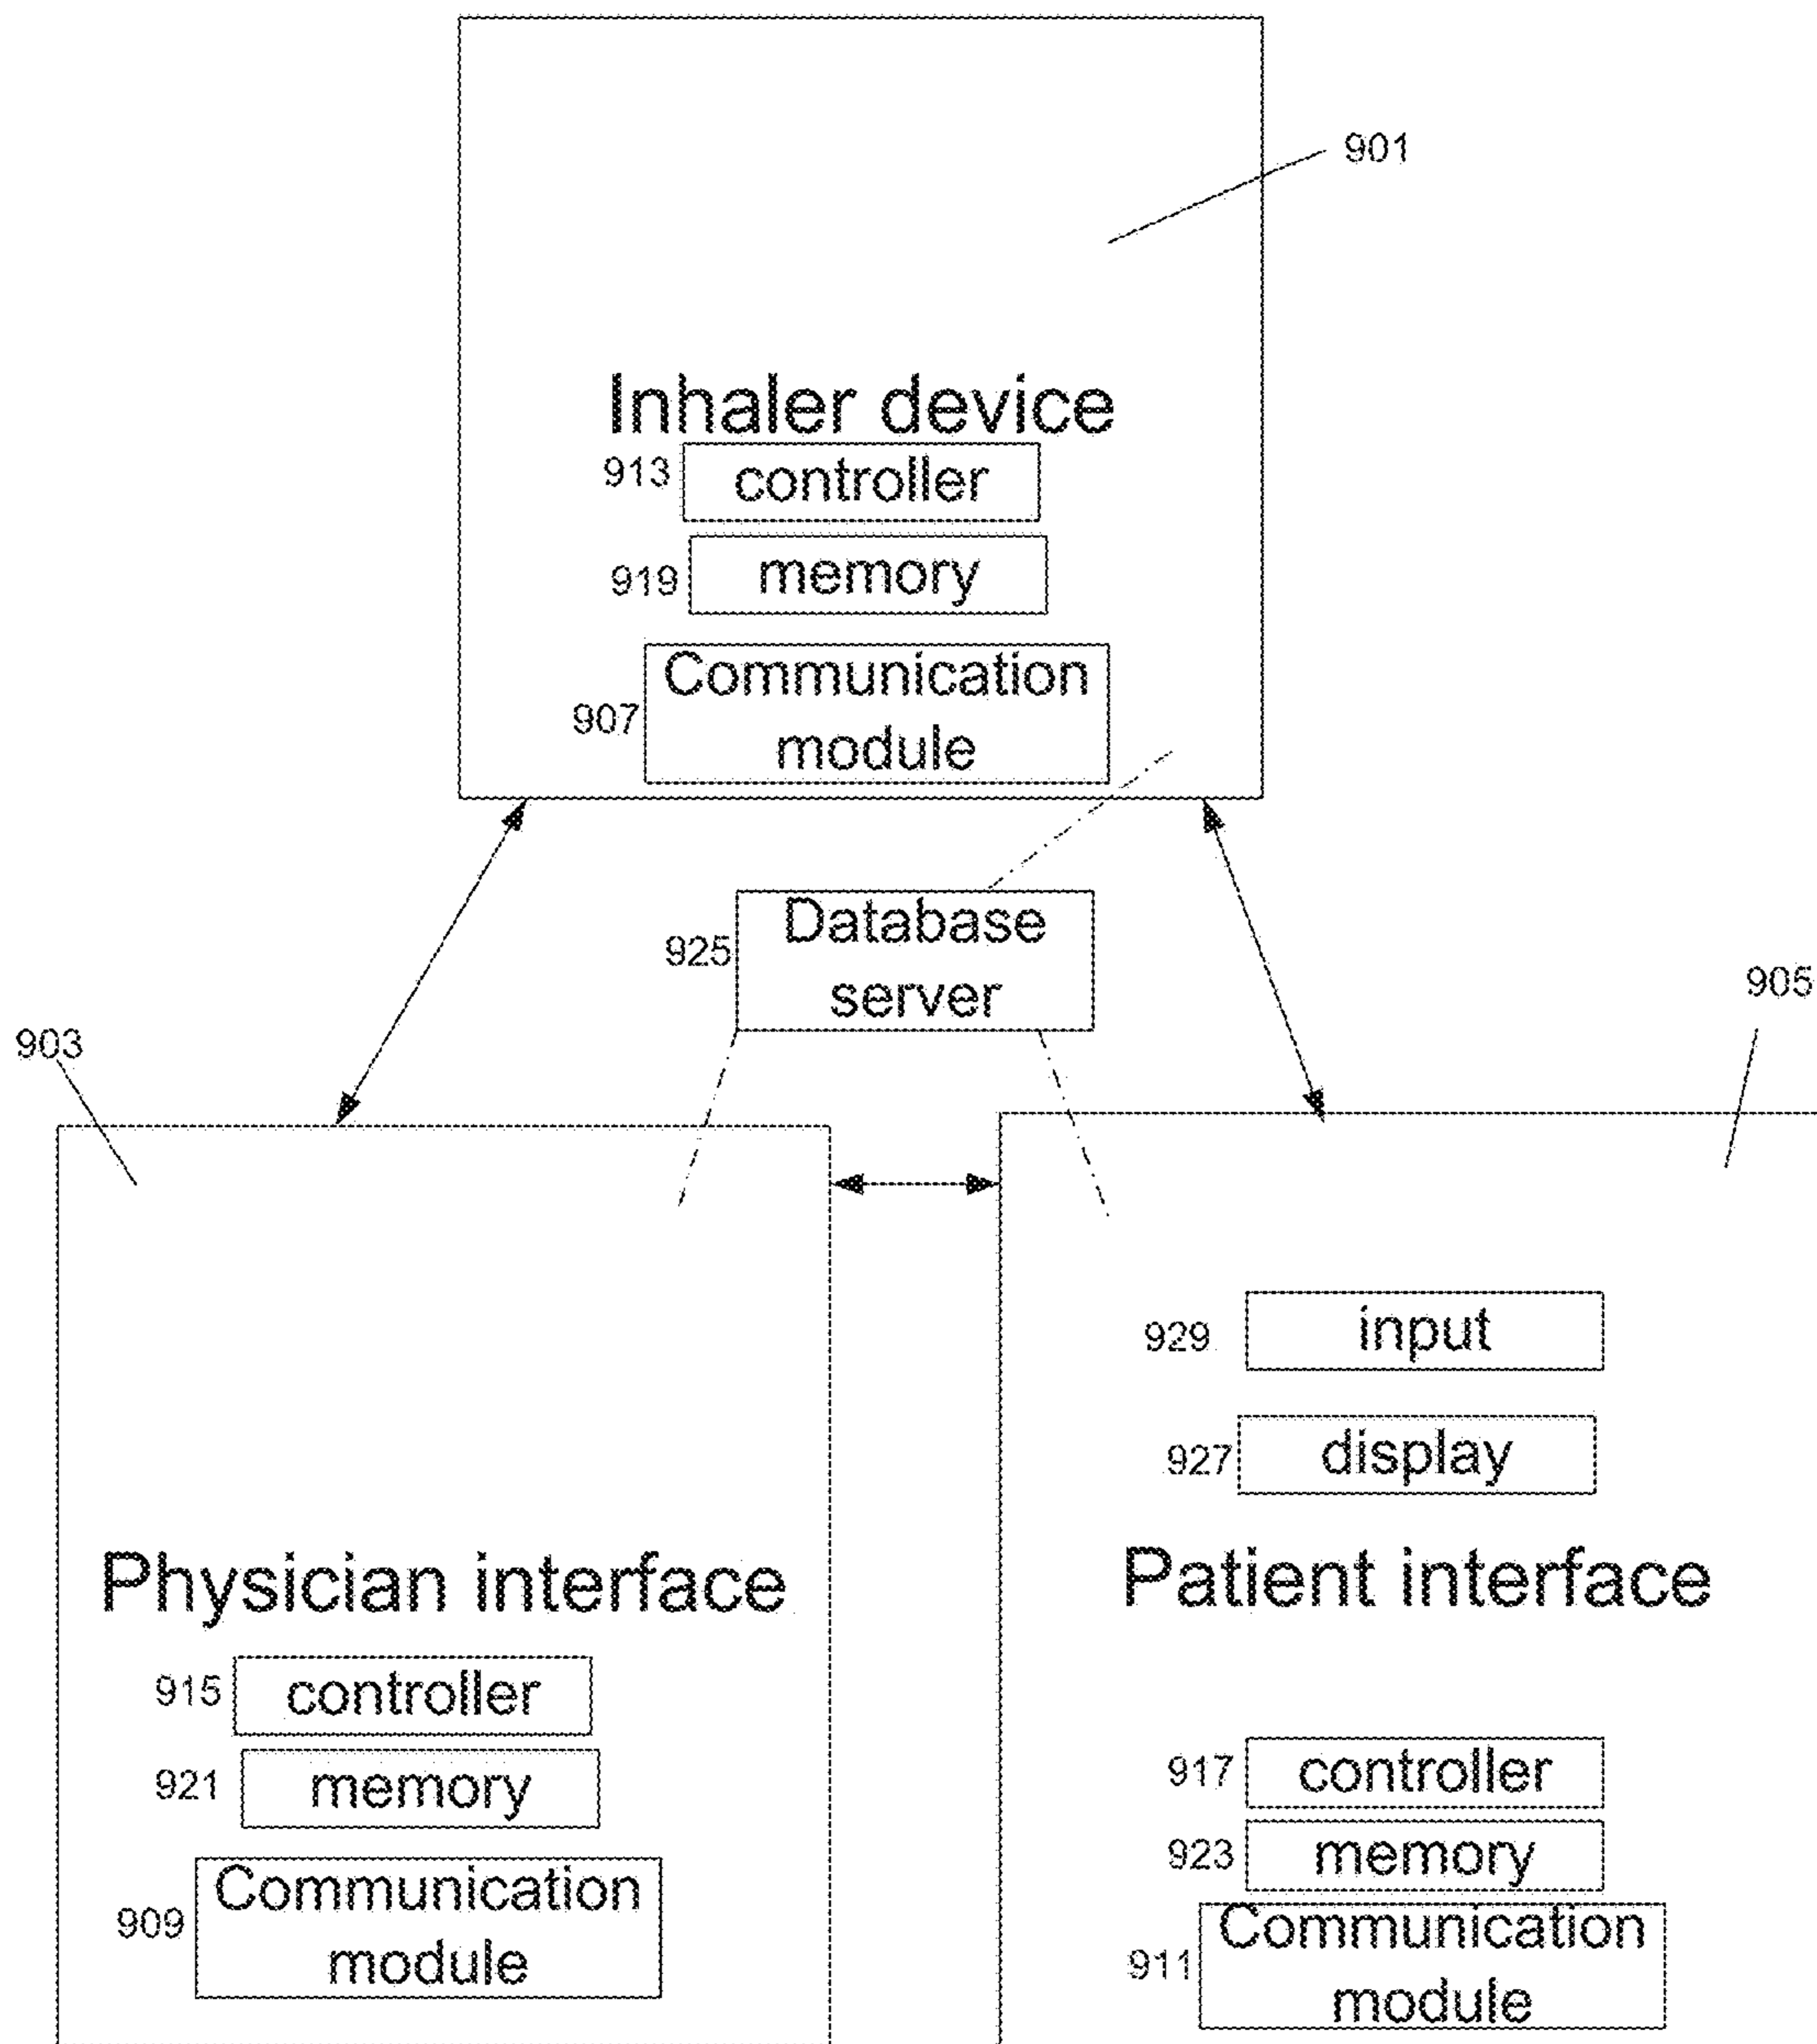 901
Inhaler device
913 controller
919 memory
907 Communication
module
925 Database
server
903
905
929 input
927 display
Physician interface
Patient interface
915 controller
921 memory
909 Communication
module
917 controller
923 memory
911 Communication
module